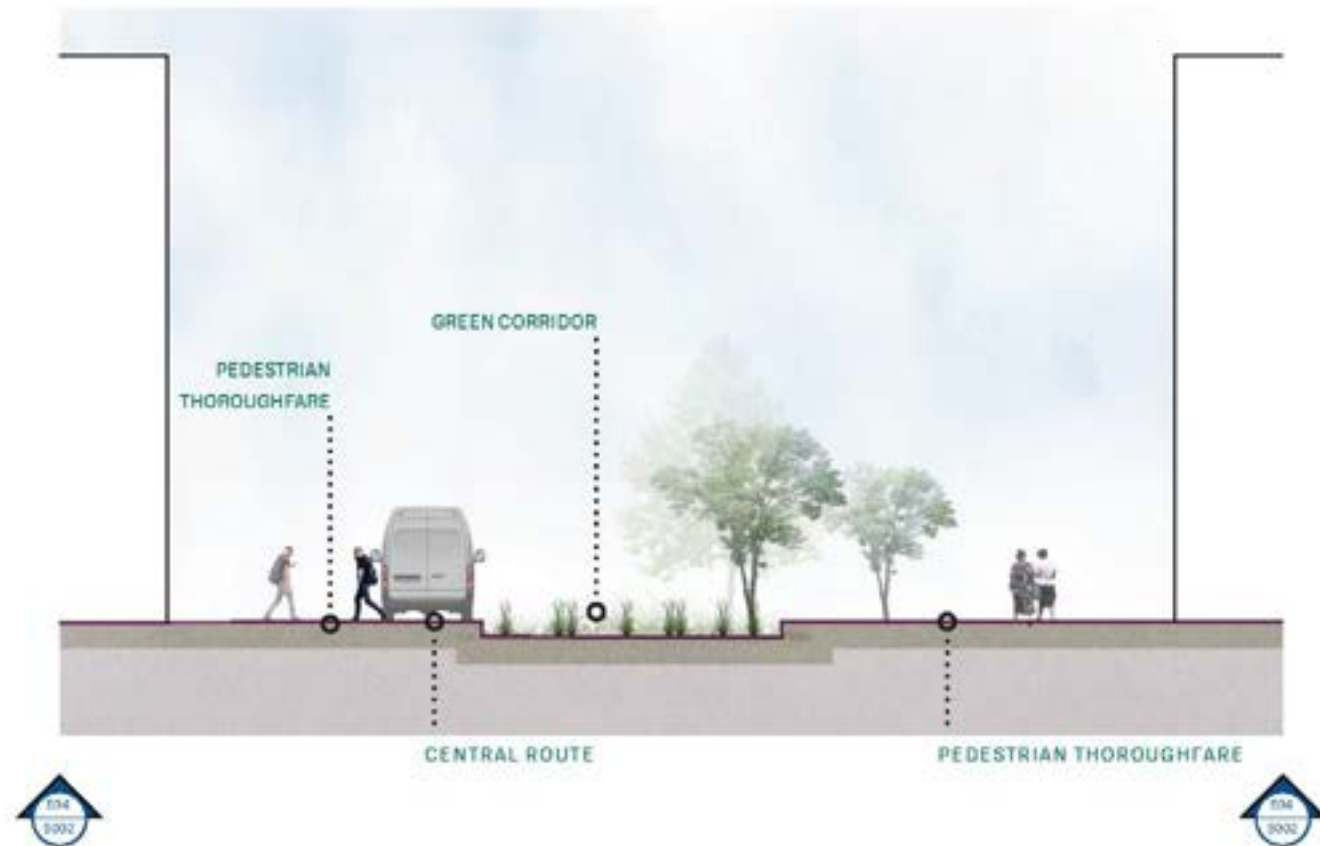 GREEN CORRIDOR
PEDESTRIAN
THOROUGHFARE
CENTRAL ROUTE
PEDESTRIAN THOROUGHFARE